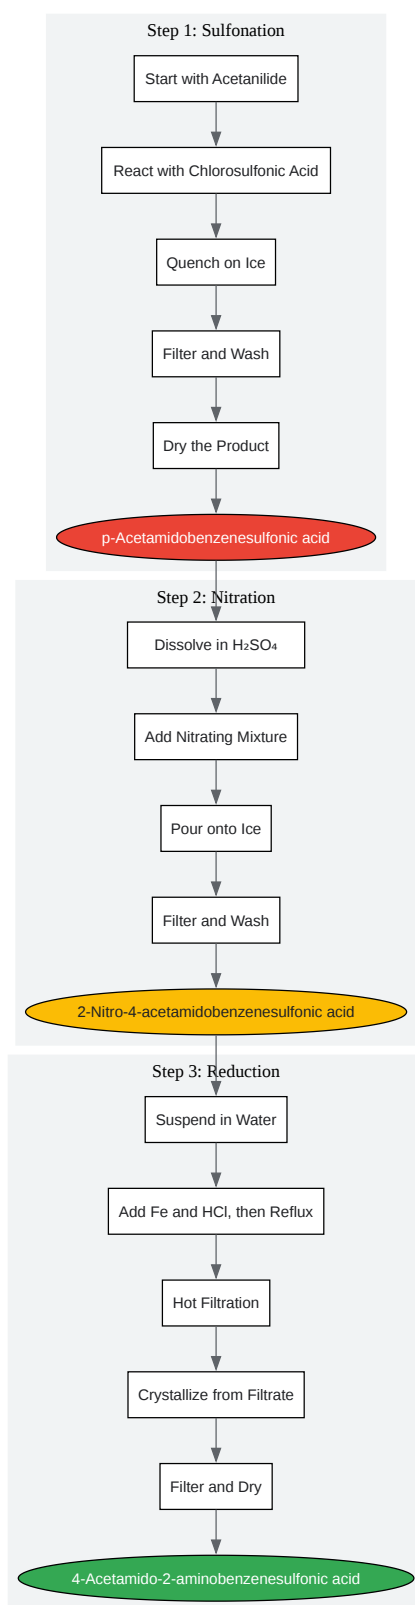 Step 1: Sulfonation
Start with Acetanilide
React with Chlorosulfonic Acid
Quench on Ice
Filter and Wash
Dry the Product
p-Acetamidobenzenesulfonic acid
Step 2: Nitration
Dissolve in H₂SO₄
Add Nitrating Mixture
Pour onto Ice
Filter and Wash
2-Nitro-4-acetamidobenzenesulfonic acid
Step 3: Reduction
Suspend in Water
Add Fe and HCl, then Reflux
Hot Filtration
Crystallize from Filtrate
Filter and Dry
4-Acetamido-2-aminobenzenesulfonic acid